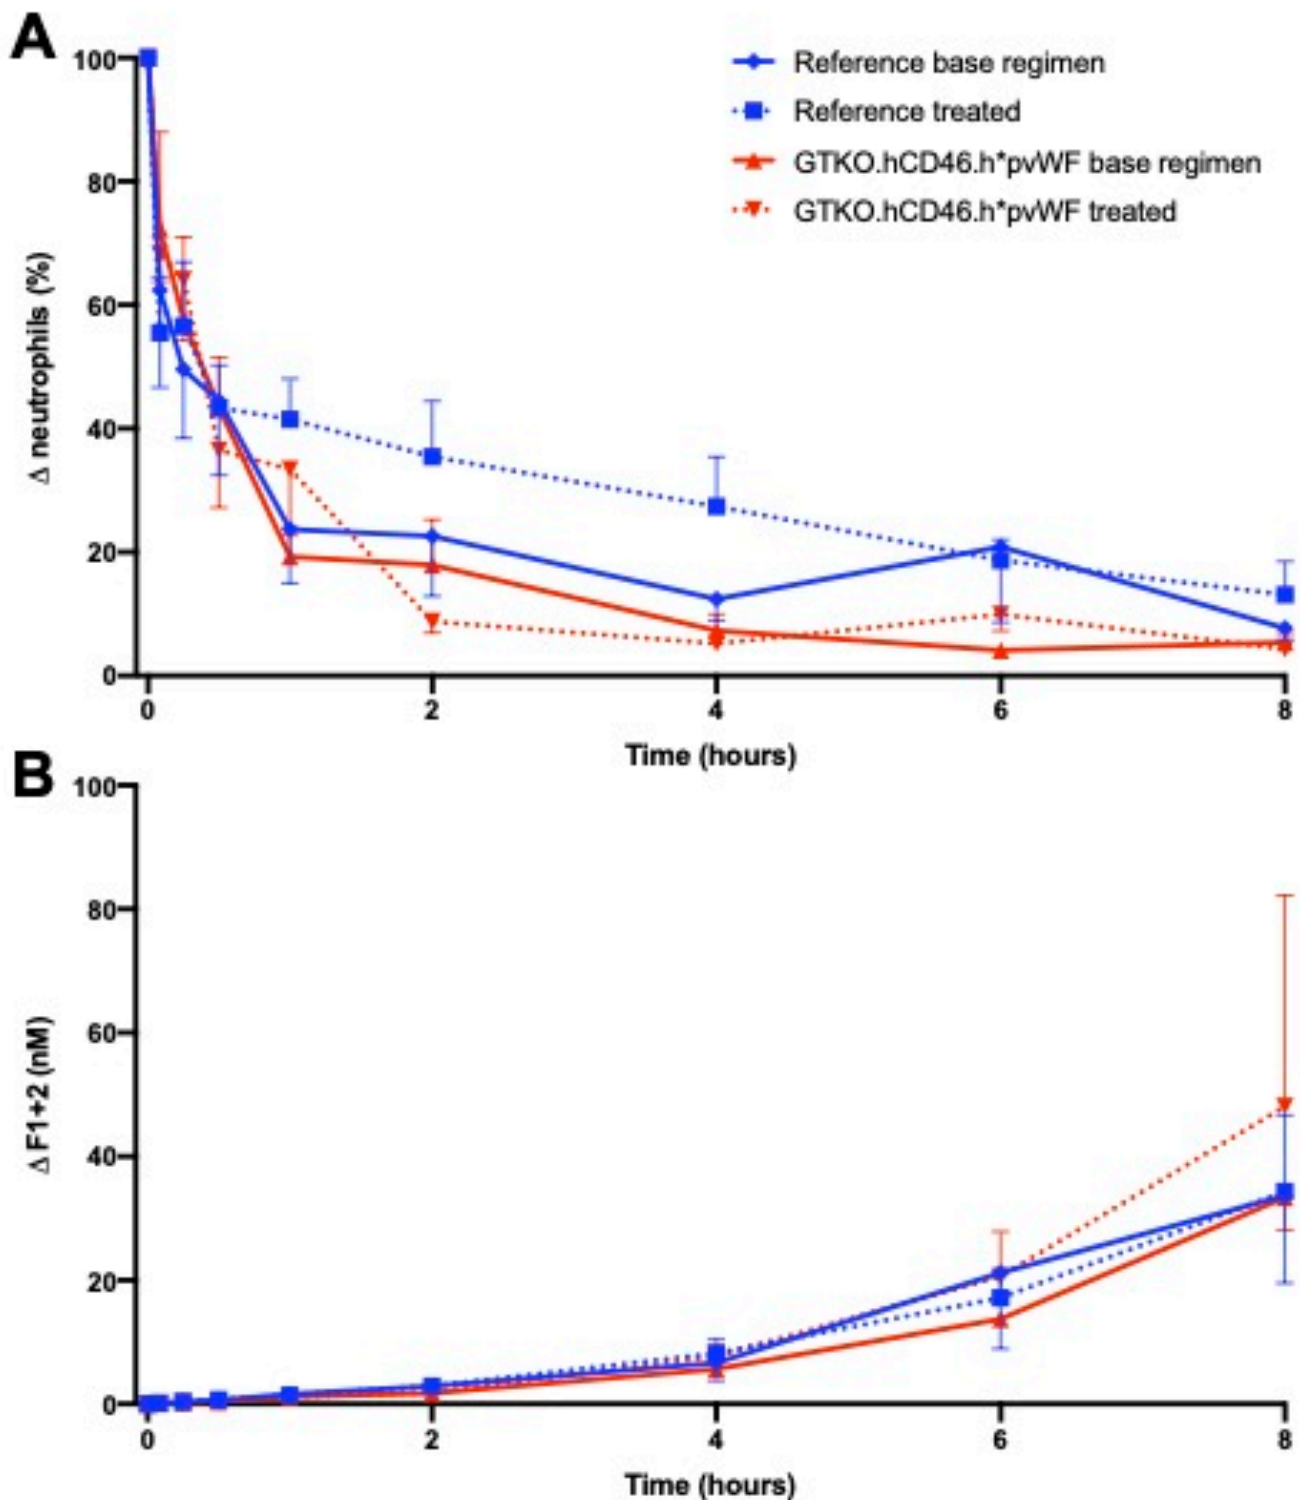 A
100
80
60
40
20
0
Δ neutrophils (%)
Reference base regimen
Reference treated
GTKO.hCD46.h*pvWF base regimen
GTKO.hCD46.h*pvWF treated
0 2 4 6 8
Time (hours)
B
100
80
60
40
20
0
Δ F1+2 (nM)
0 2 4 6 8
Time (hours)